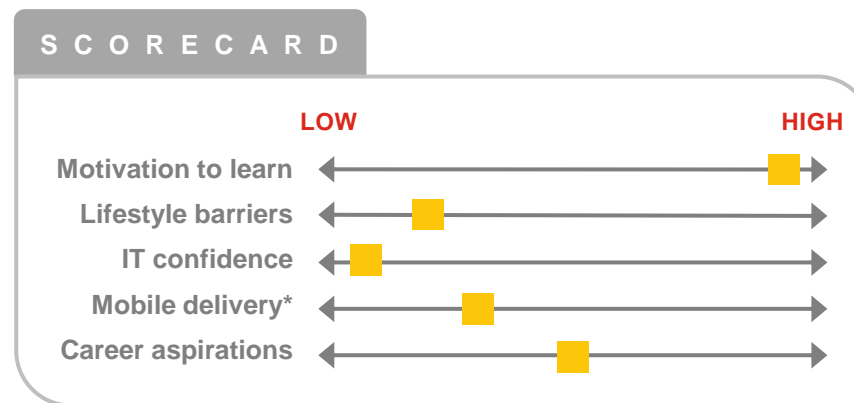 SCORECARD
LOW HIGH
Motivation to learn
Lifestyle barriers
IT confidence
Mobile delivery*
Career aspirations